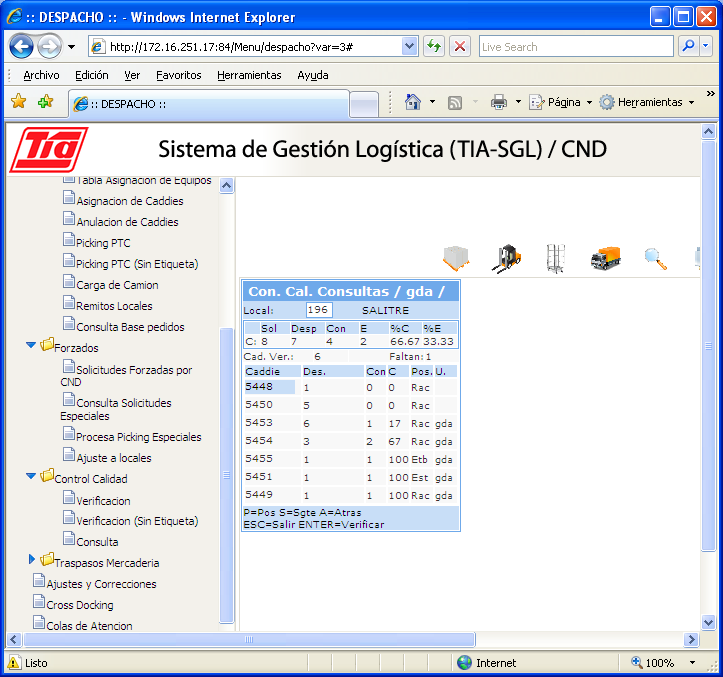 :: DESPACHO :: - Windows Internet Explorer
http://172.16.251.17:84/Menu/despacho?var=3#
Live Search
Archivo Edición Ver Favoritos Herramientas Ayuda
:: DESPACHO ::
Página Herramientas »
Tía Sistema de Gestión Logística (TIA-SGL) / CND
Tabla Asignacion de Equipos
Asignacion de Caddies
Anulacion de Caddies
Picking PTC
Picking PTC (Sin Etiqueta)
Carga de Camion
Remitos Locales
Consulta Base pedidos
Forzados
Solicitudes Forzadas por
CND
Consulta Solicitudes
Especiales
Procesa Picking Especiales
Ajuste a locales
Control Calidad
Verificacion
Verificacion (Sin Etiqueta)
Consulta
Traspasos Mercaderia
Ajustes y Correcciones
Cross Docking
Colas de Atencion
Con. Cal. Consultas / gda /
Local: 196 SALITRE
Sol Desp Con E %C %E
C: 8 7 4 2 66.67 33.33
Cad. Ver.: 6 Faltan: 1
Caddie Des. Con C Pos. U.
5448 1 0 0 Rac
5450 5 0 0 Rac
5453 6 1 17 Rac gda
5454 3 2 67 Rac gda
5455 1 1 100 Etb gda
5451 1 1 100 Est gda
5449 1 1 100 Rac gda
P=Pos S=Sgte A=Atras
ESC=Salir ENTER=Verificar
Listo Internet 100%